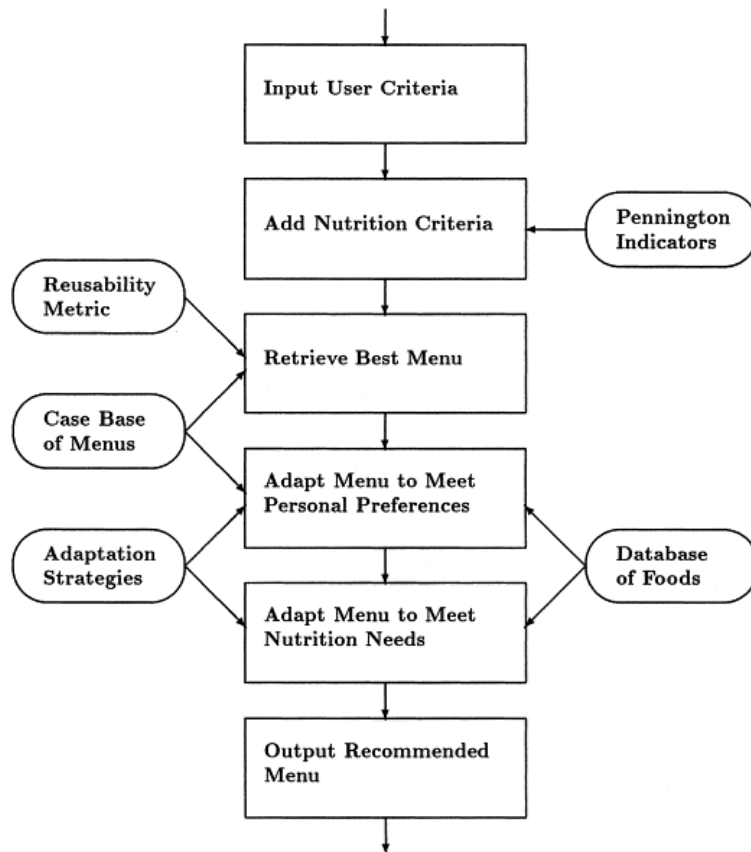 Input User Criteria
Add Nutrition Criteria
Pennington
Indicators
Reusability
Metric
Retrieve Best Menu
Case Base
of Menus
Adapt Menu to Meet
Personal Preferences
Adaptation
Strategies
Database
of Foods
Adapt Menu to Meet
Nutrition Needs
Output Recommended
Menu